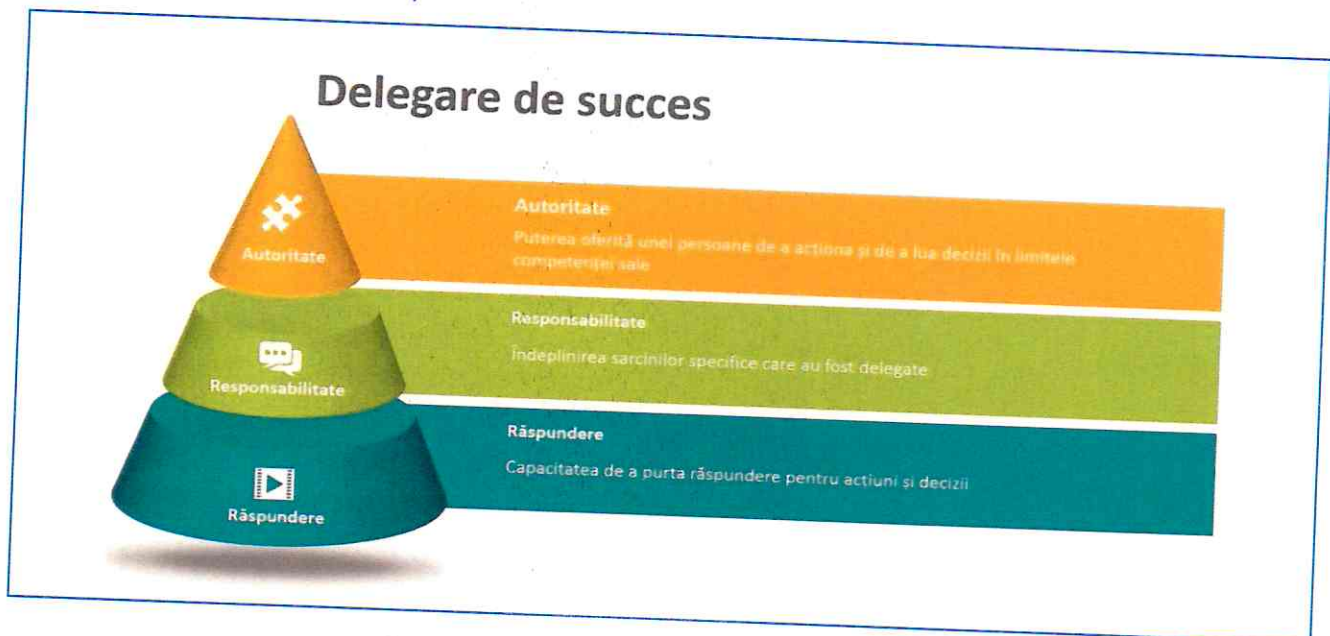 Delegare de succes
Autoritate
Autoritate
Puterea oferită unei persoane de a acționa și de a lua decizii în limitele
competenței sale
Responsabilitate
Responsabilitate
Îndeplinirea sarcinilor specifice care au fost delegate
Răspundere
Răspundere
Capacitatea de a purta răspundere pentru acțiuni și decizii